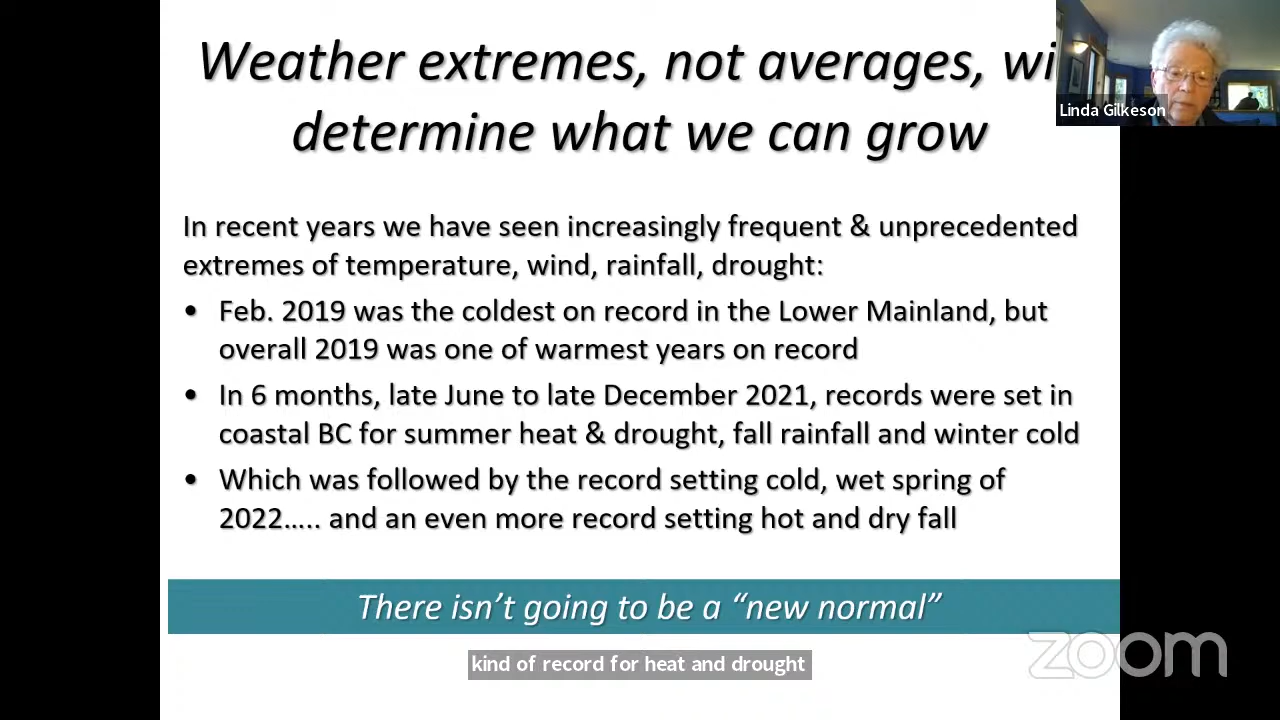 Weather extremes, not averages, wi
determine what we can grow
Linda Gilkeson
In recent years we have seen increasingly frequent & unprecedented
extremes of temperature, wind, rainfall, drought:
• Feb. 2019 was the coldest on record in the Lower Mainland, but
overall 2019 was one of warmest years on record
• In 6 months, late June to late December 2021, records were set in
coastal BC for summer heat & drought, fall rainfall and winter cold
• Which was followed by the record setting cold, wet spring of
2022….. and an even more record setting hot and dry fall
There isn’t going to be a “new normal”
kind of record for heat and drought
zoom